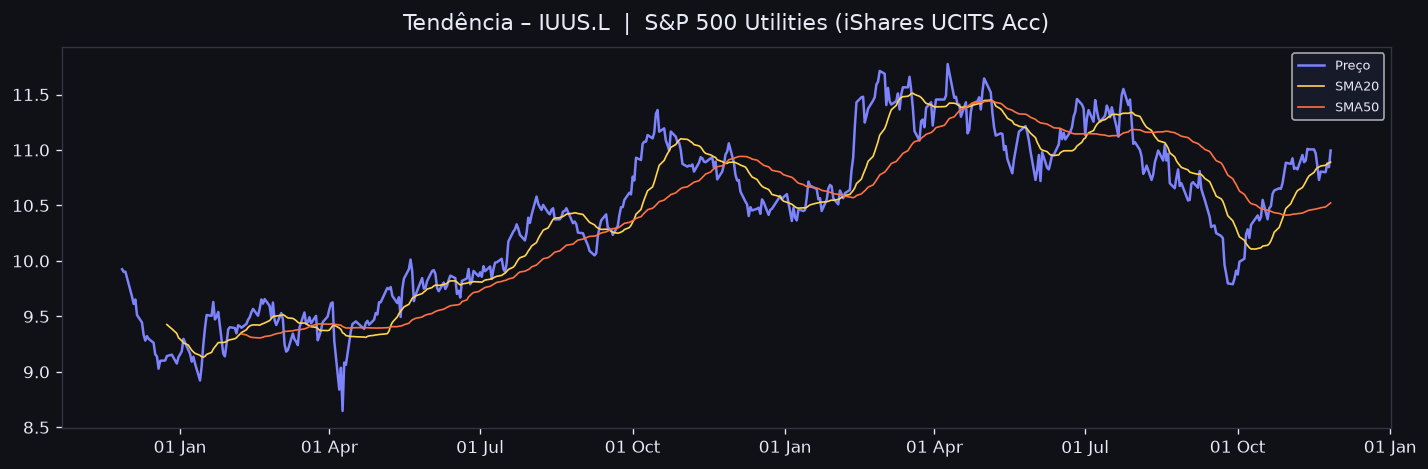 Tendência – IUUS.L | S&P 500 Utilities (iShares UCITS Acc)
Preço
SMA20
SMA50
11.5
11.0
10.5
10.0
9.5
9.0
8.5
01 Jan
01 Apr
01 Jul
01 Oct
01 Jan
01 Apr
01 Jul
01 Oct
01 Jan